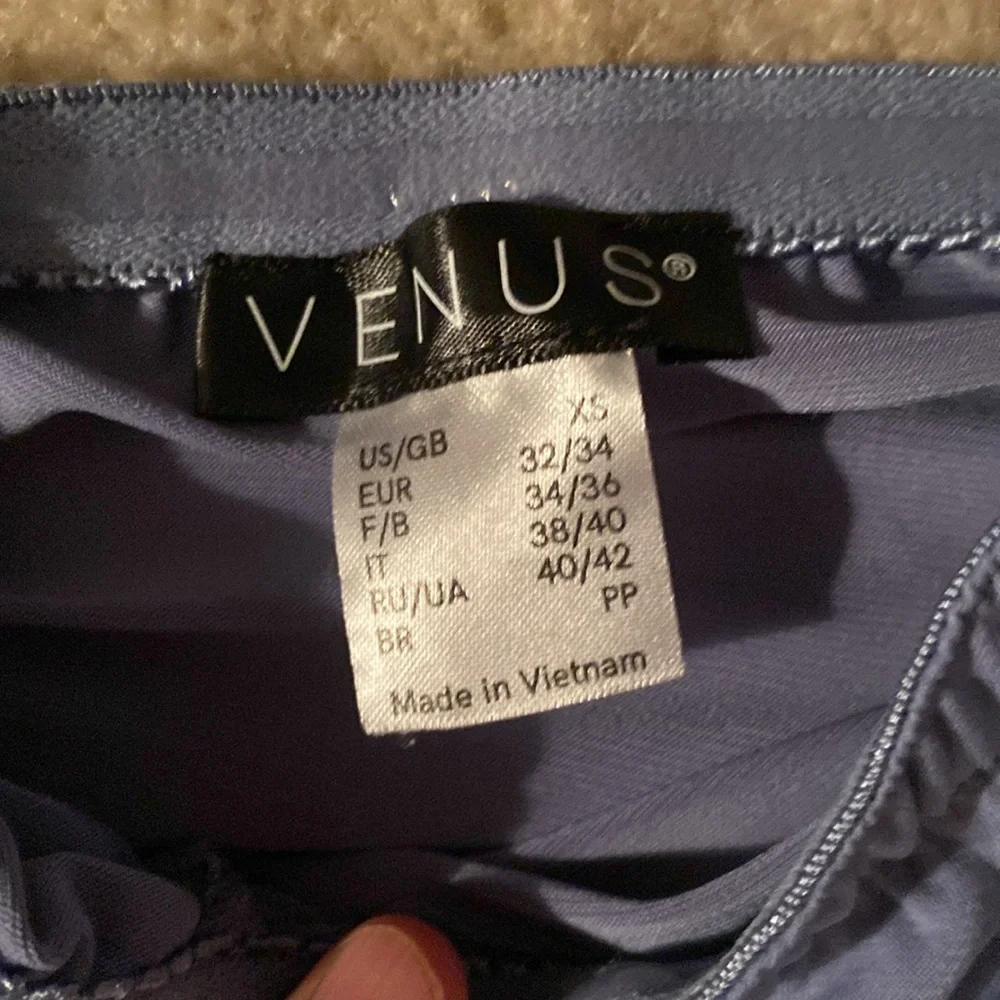 VENUS®
US/GB XS
EUR 32/34
F/B 34/36
IT 38/40
RU/UA 40/42
BR PP
Made in Vietnam